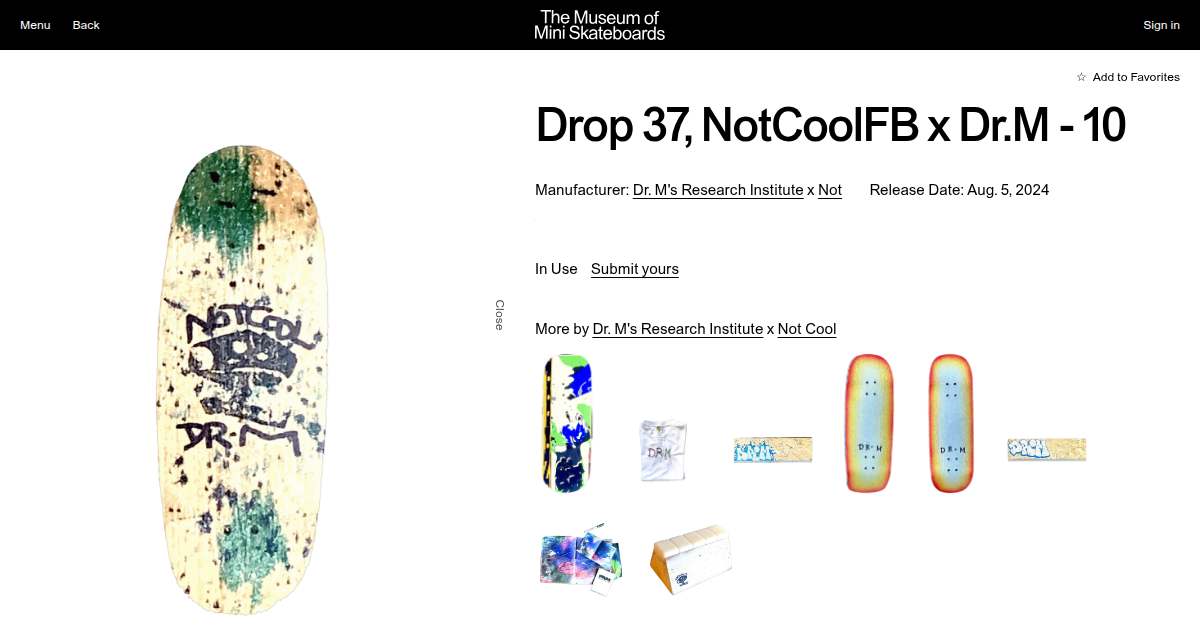 Menu
Back
The Museum of
Mini Skateboards
Sign in
☆ Add to Favorites
Drop 37, NotCoolFB x Dr.M - 10
Manufacturer: Dr. M's Research Institute x Not
Release Date: Aug. 5, 2024
In Use
Submit yours
Close
More by Dr. M's Research Institute x Not Cool
NOTCOOL
DR·M
DR·M
DR·M
DR·M